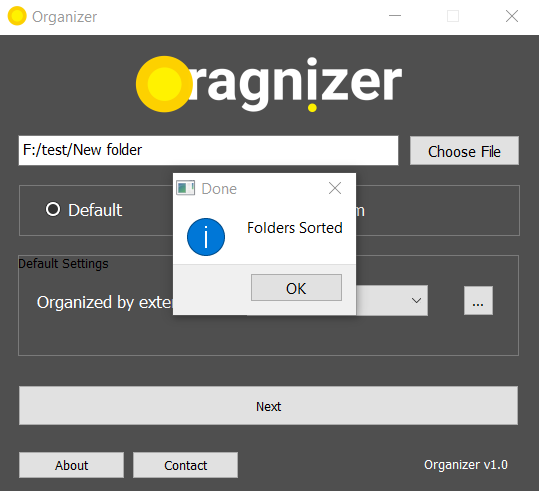 Organizer
Oragnizer
F:/test/New folder
Choose File
Done
Default
Folders Sorted
Default Settings
Organized by exter
OK
...
Next
About
Contact
Organizer v1.0